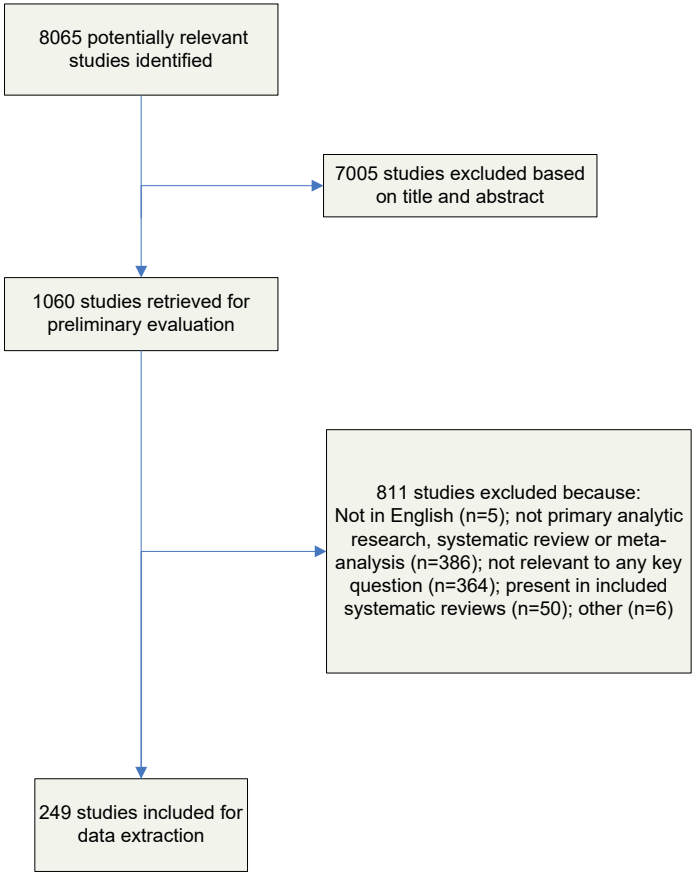 8065 potentially relevant
studies identified
7005 studies excluded based
on title and abstract
1060 studies retrieved for
preliminary evaluation
811 studies excluded because:
Not in English (n=5); not primary analytic
research, systematic review or meta-
analysis (n=386); not relevant to any key
question (n=364); present in included
systematic reviews (n=50); other (n=6)
249 studies included for
data extraction